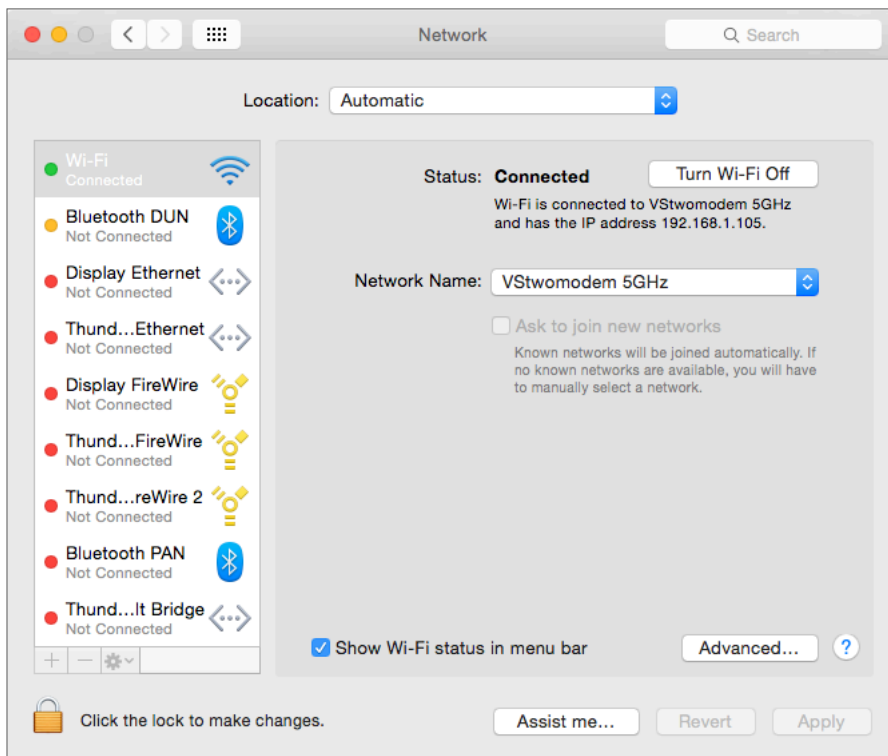 Network
Search
Location: Automatic
Wi-Fi
Connected
Bluetooth DUN
Not Connected
Display Ethernet
Not Connected
Thund...Ethernet
Not Connected
Display FireWire
Not Connected
Thund...FireWire
Not Connected
Thund...reWire 2
Not Connected
Bluetooth PAN
Not Connected
Thund...lt Bridge
Not Connected
Status: Connected Turn Wi-Fi Off
Wi-Fi is connected to VStwomodem 5GHz
and has the IP address 192.168.1.105.
Network Name: VStwomodem 5GHz
Ask to join new networks
Known networks will be joined automatically. If
no known networks are available, you will have
to manually select a network.
Show Wi-Fi status in menu bar Advanced... ?
Click the lock to make changes. Assist me... Revert Apply